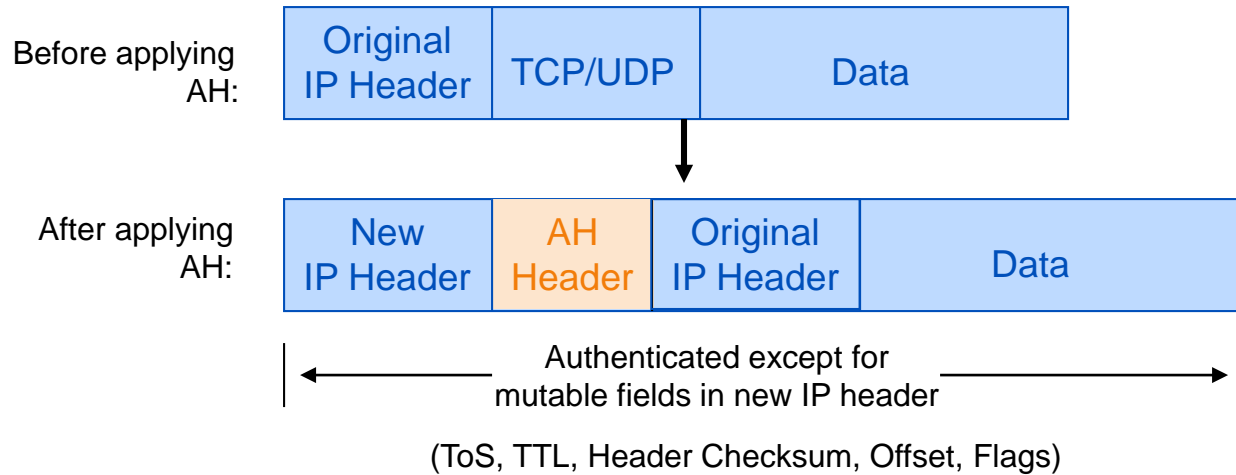 Before applying
AH:
Original
IP Header
TCP/UDP
Data
After applying
AH:
New
IP Header
AH
Header
Original
IP Header
Data
Authenticated except for
mutable fields in new IP header
(ToS, TTL, Header Checksum, Offset, Flags)